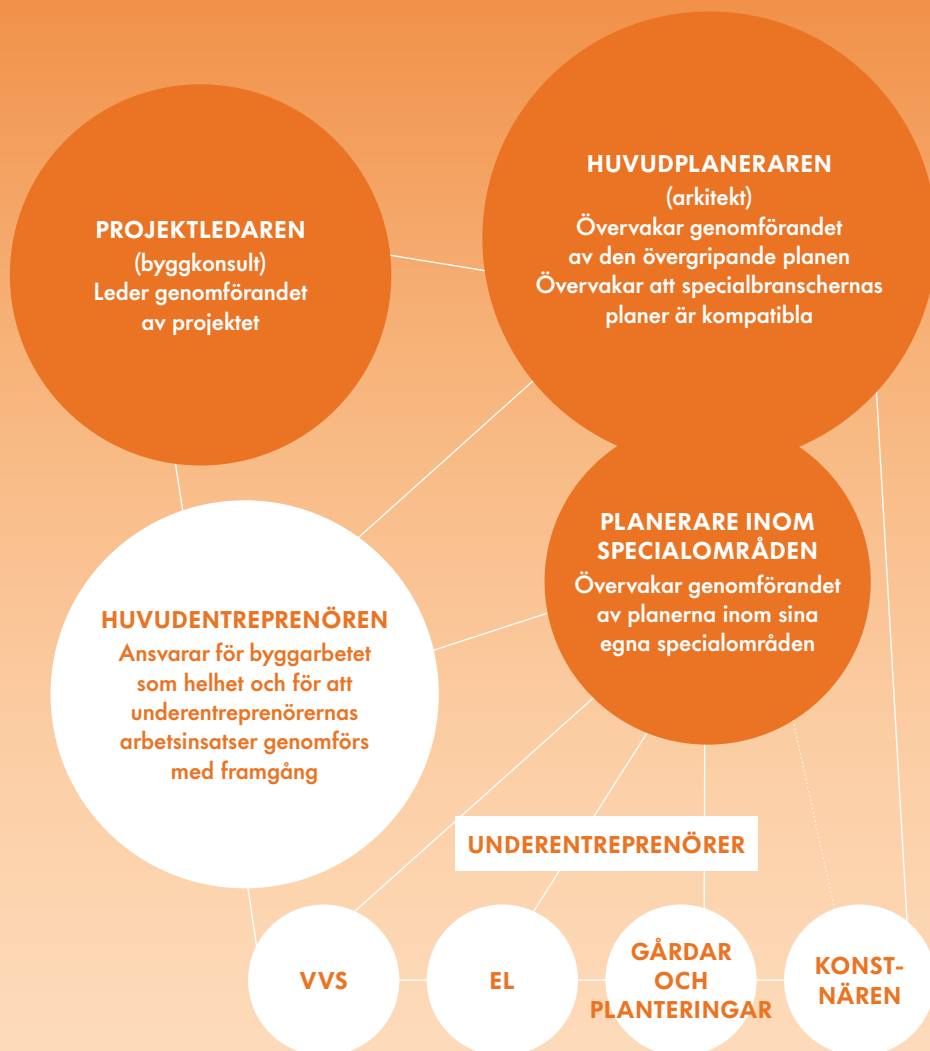 PROJEKTLEDAREN
(byggkonsult)
Leder genomförandet
av projektet
HUVUDPLANERAREN
(arkitekt)
Övervakar genomförandet
av den övergripande planen
Övervakar att specialbranschernas
planer är kompatibla
PLANERARE INOM
SPECIALOMRÅDEN
Övervakar genomförandet
av planerna inom sina
egna specialområden
HUVUDENTREPRENÖREN
Ansvarar för byggarbetet
som helhet och för att
underentreprenörernas
arbetsinsatser genomförs
med framgång
UNDERENTREPRENÖRER
VVS
EL
GÅRDAR
OCH
PLANTERINGAR
KONST-
NÄREN